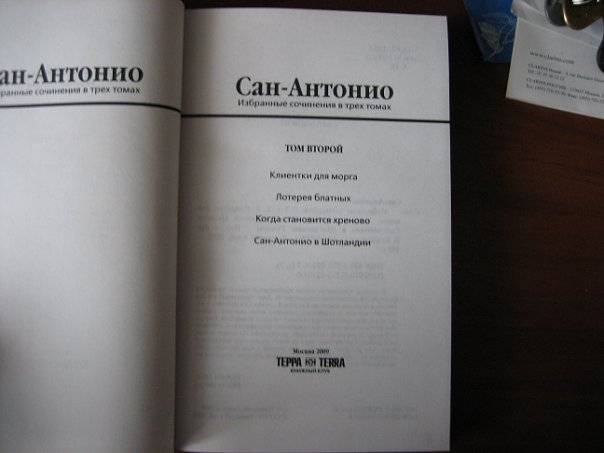 ан-Антонио
бранные сочинения в трех томах
Сан-Антонио
Избранные сочинения в трех томах
ТОМ ВТОРОЙ
Клиентки для морга
Лотерея блатных
Когда становится хреново
Сан-Антонио в Шотландии
Москва 2009
ТЕРРА TERRA
КНИЖНЫЙ КЛУБ